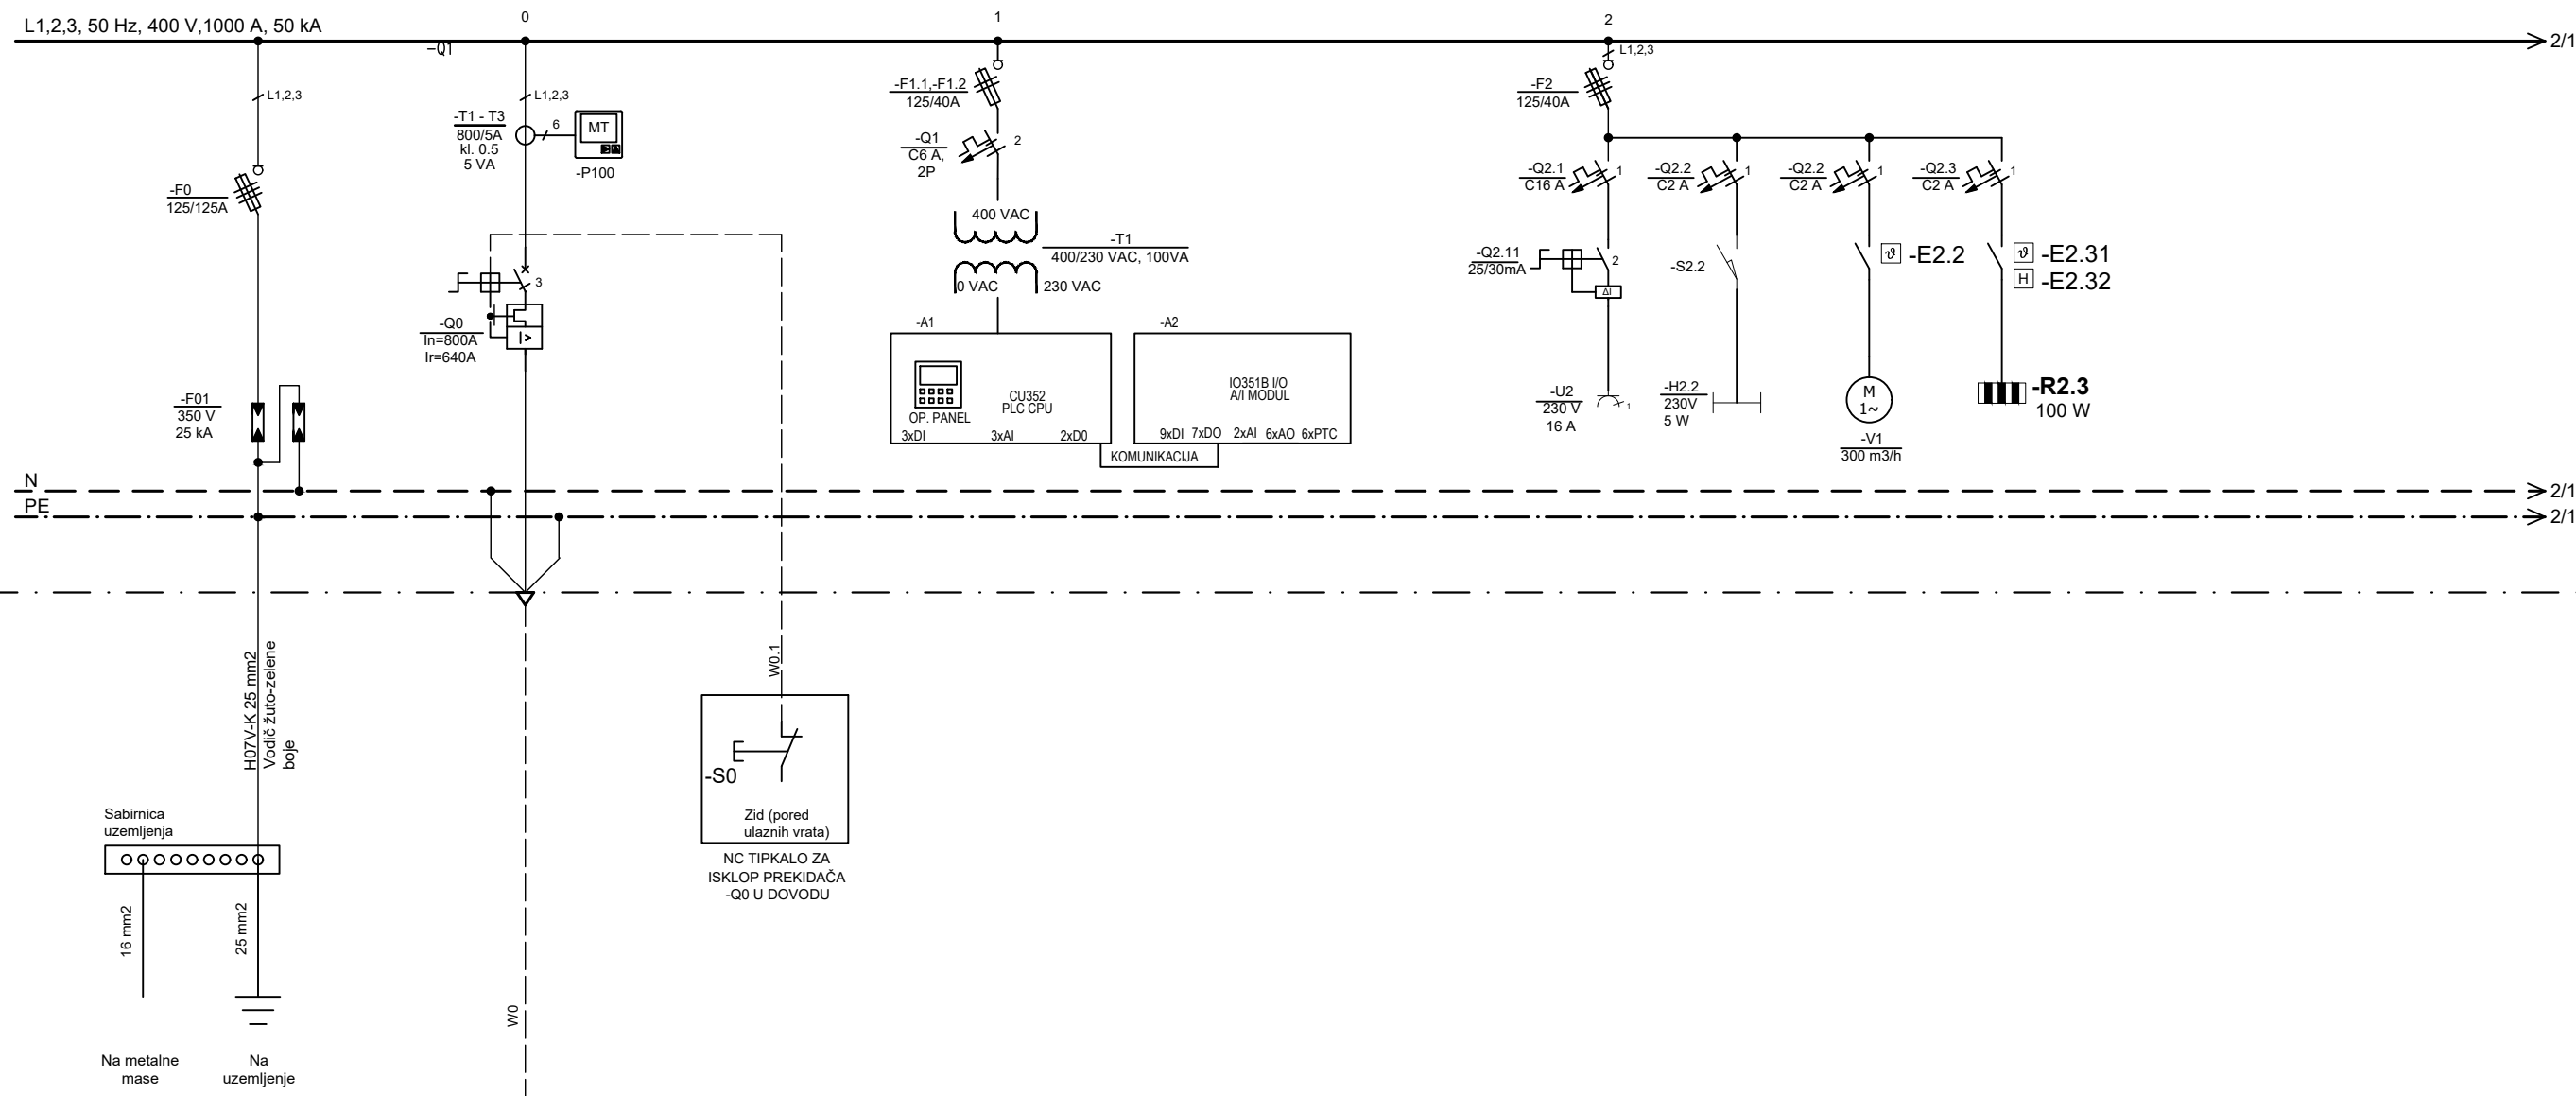 L1,2,3, 50 Hz, 400 V,1000 A, 50 kA
0
1
2
2/1
–Q1
L1,2,3
L1,2,3
L1,2,3
-F0
125/125A
-T1 - T3
800/5A
kl. 0.5
5 VA
6
MT
-P100
3
-Q0
In=800A
Ir=640A
I>
-F01
350 V
25 kA
-F1.1,-F1.2
125/40A
-Q1
C6 A,
2P
2
400 VAC
-T1
400/230 VAC, 100VA
0 VAC
230 VAC
-A1
OP. PANEL
CU352
PLC CPU
3xDI
3xAI
2xD0
-A2
IO351B I/O
A/I MODUL
9xDI
7xDO
2xAI
6xAO
6xPTC
KOMUNIKACIJA
-F2
125/40A
-Q2.1
C16 A
1
-Q2.2
C2 A
1
-Q2.2
C2 A
1
-Q2.3
C2 A
1
-Q2.11
25/30mA
2
ΔI
-S2.2
ϑ
-E2.2
ϑ
-E2.31
H
-E2.32
-U2
230 V
16 A
1
-H2.2
230V
5 W
M
1~
-V1
300 m3/h
-R2.3
100 W
N
2/1
PE
2/1
H07V-K 25 mm2
Vodič žuto-zelene
boje
W0.1
-S0
Zid (pored
ulaznih vrata)
NC TIPKALO ZA
ISKLOP PREKIDAČA
-Q0 U DOVODU
Sabirnica
uzemljenja
16 mm2
25 mm2
W0
Na metalne
mase
Na
uzemljenje